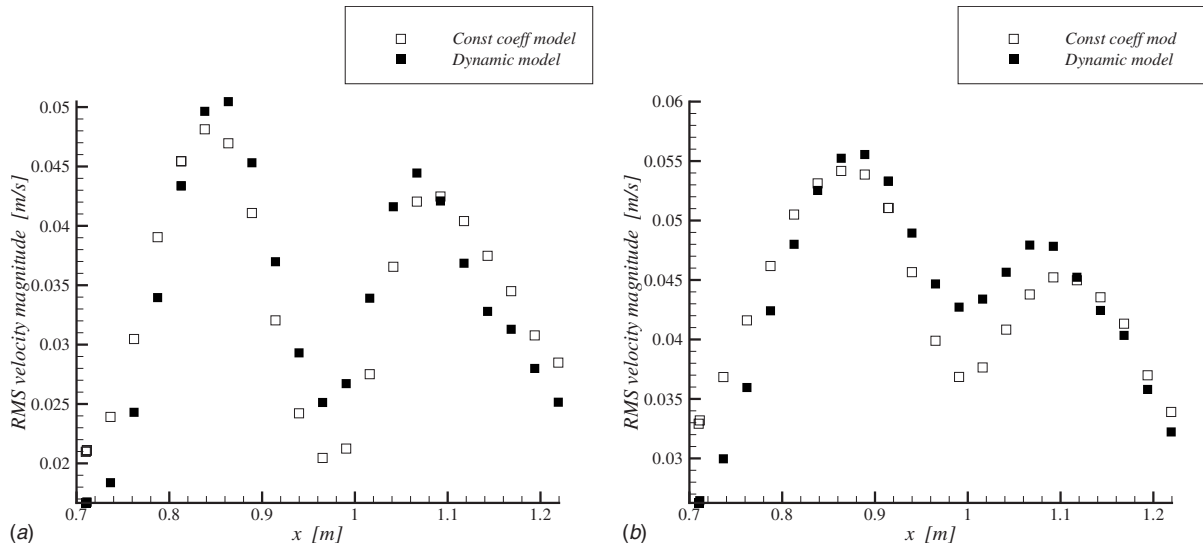 Const coeff model
Dynamic model
RMS velocity magnitude [m/s]
0.05
0.045
0.04
0.035
0.03
0.025
0.02
0.7
0.8
0.9
1
1.1
1.2
x [m]
(a)
Const coeff mod
Dynamic model
RMS velocity magnitude [m/s]
0.06
0.055
0.05
0.045
0.04
0.035
0.03
0.7
0.8
0.9
1
1.1
1.2
x [m]
(b)